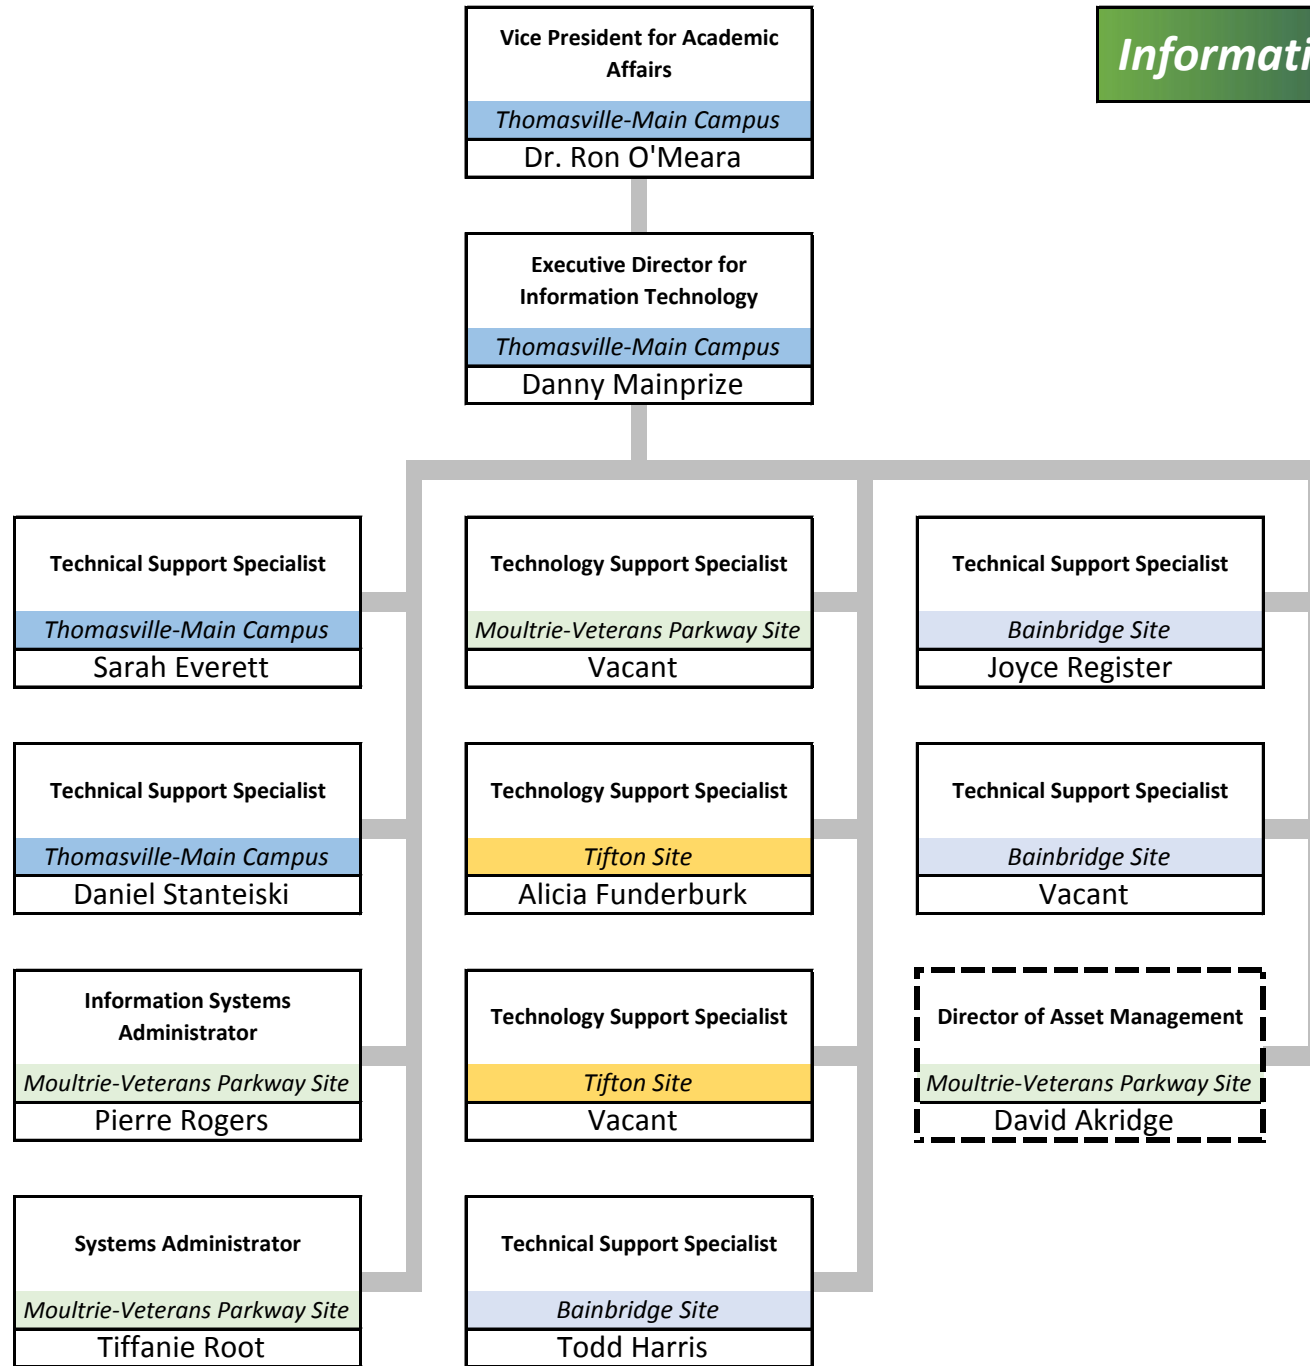 Vice President for Academic
Affairs
Thomasville-Main Campus
Dr. Ron O'Meara
Informati
Executive Director for
Information Technology
Thomasville-Main Campus
Danny Mainprize
Technical Support Specialist
Thomasville-Main Campus
Sarah Everett
Technology Support Specialist
Moultrie-Veterans Parkway Site
Vacant
Technical Support Specialist
Bainbridge Site
Joyce Register
Technical Support Specialist
Thomasville-Main Campus
Daniel Stanteiski
Technology Support Specialist
Tifton Site
Alicia Funderburk
Technical Support Specialist
Bainbridge Site
Vacant
Information Systems
Administrator
Moultrie-Veterans Parkway Site
Pierre Rogers
Technology Support Specialist
Tifton Site
Vacant
Director of Asset Management
Moultrie-Veterans Parkway Site
David Akridge
Systems Administrator
Moultrie-Veterans Parkway Site
Tiffanie Root
Technical Support Specialist
Bainbridge Site
Todd Harris